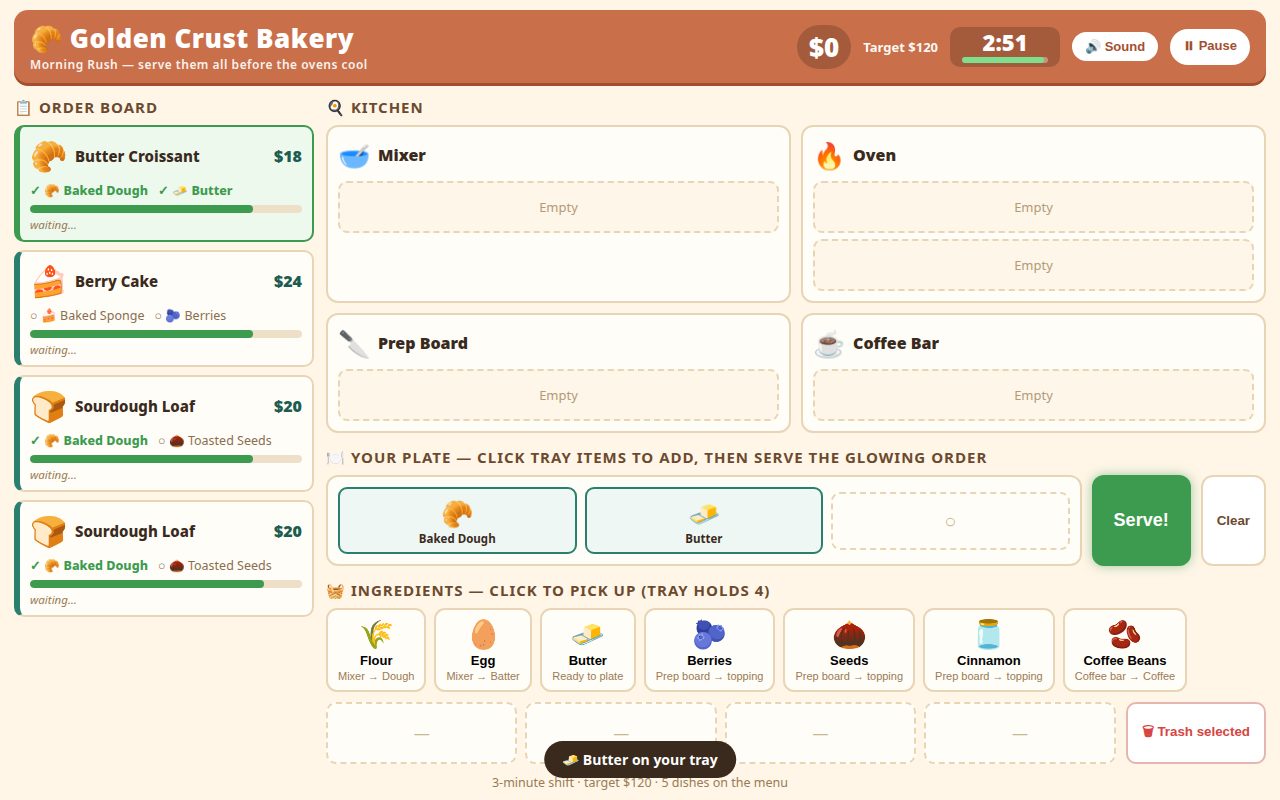 🥐 Golden Crust Bakery
Morning Rush — serve them all before the ovens cool
$0
Target $120
2:51
🔊 Sound
⏸ Pause
📋 ORDER BOARD
Butter Croissant $18
✓ 🥐 Baked Dough ✓ 🧈 Butter
waiting...
Berry Cake $24
○ 🍰 Baked Sponge ○ 🫐 Berries
waiting...
Sourdough Loaf $20
✓ 🥐 Baked Dough ○ 🌰 Toasted Seeds
waiting...
Sourdough Loaf $20
✓ 🥐 Baked Dough ○ 🌰 Toasted Seeds
waiting...
🍳 KITCHEN
Mixer
Empty
Oven
Empty
Empty
Prep Board
Empty
Coffee Bar
Empty
🍽️ YOUR PLATE — CLICK TRAY ITEMS TO ADD, THEN SERVE THE GLOWING ORDER
Baked Dough
Butter
○
Serve!
Clear
🧺 INGREDIENTS — CLICK TO PICK UP (TRAY HOLDS 4)
Flour
Mixer → Dough
Egg
Mixer → Batter
Butter
Ready to plate
Berries
Prep board → topping
Seeds
Prep board → topping
Cinnamon
Prep board → topping
Coffee Beans
Coffee bar → Coffee
— — — —
🗑 Trash selected
🧈 Butter on your tray
3-minute shift · target $120 · 5 dishes on the menu